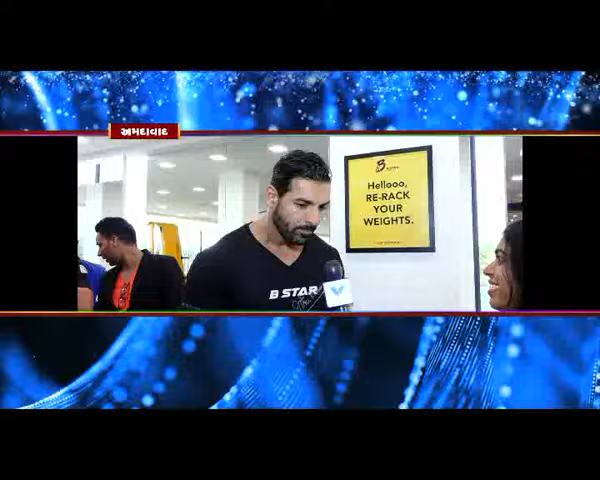 અમદાવાદ
B
Hellooo,
RE-RACK
YOUR
WEIGHTS.
B STAR